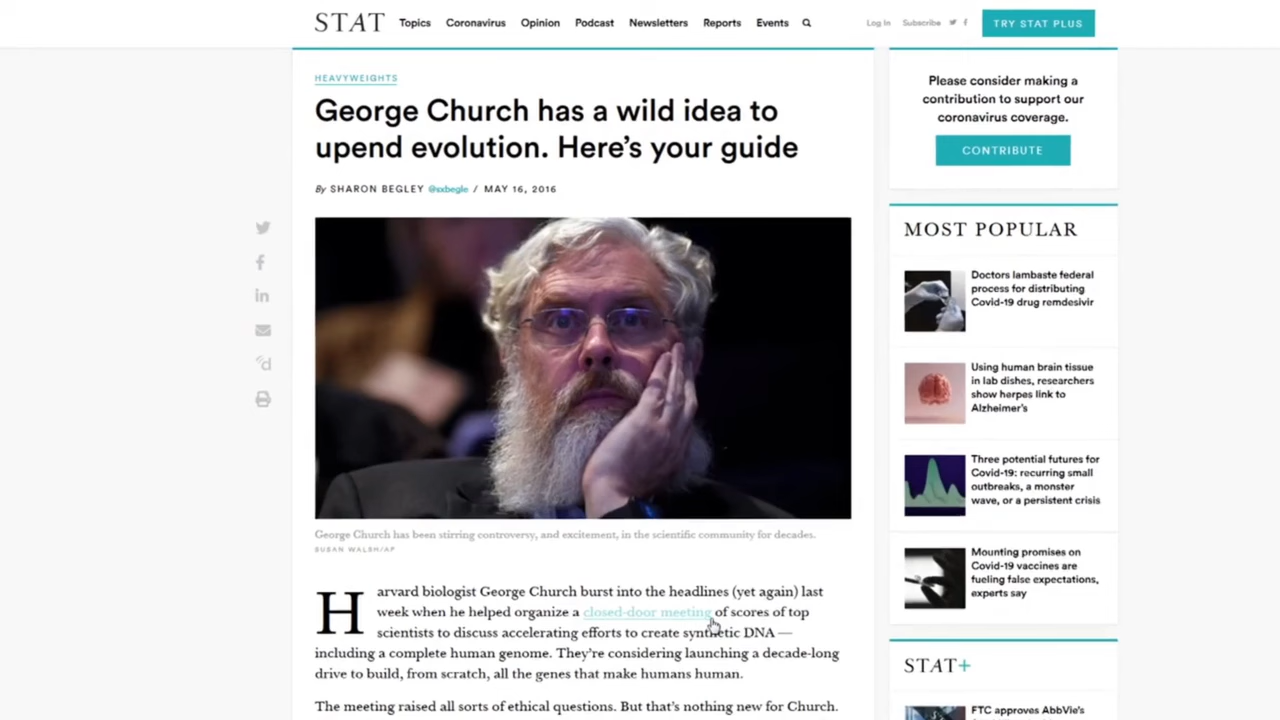 STAT Topics Coronavirus Opinion Podcast Newsletters Reports Events Log In Subscribe TRY STAT PLUS
HEAVYWEIGHTS
George Church has a wild idea to
upend evolution. Here's your guide
By SHARON BEGLEY @sxbegle / MAY 16, 2016
George Church has been stirring controversy, and excitement, in the scientific community for decades.
SUSAN WALSH/AP
Harvard biologist George Church burst into the headlines (yet again) last
week when he helped organize a closed-door meeting of scores of top
scientists to discuss accelerating efforts to create synthetic DNA —
including a complete human genome. They're considering launching a decade-long
drive to build, from scratch, all the genes that make humans human.
The meeting raised all sorts of ethical questions. But that's nothing new for Church.
Please consider making a
contribution to support our
coronavirus coverage.
CONTRIBUTE
MOST POPULAR
Doctors lambaste federal
process for distributing
Covid-19 drug remdesivir
Using human brain tissue
in lab dishes, researchers
show herpes link to
Alzheimer's
Three potential futures for
Covid-19: recurring small
outbreaks, a monster
wave, or a persistent crisis
Mounting promises on
Covid-19 vaccines are
fueling false expectations,
experts say
STAT+
FTC approves AbbVie's